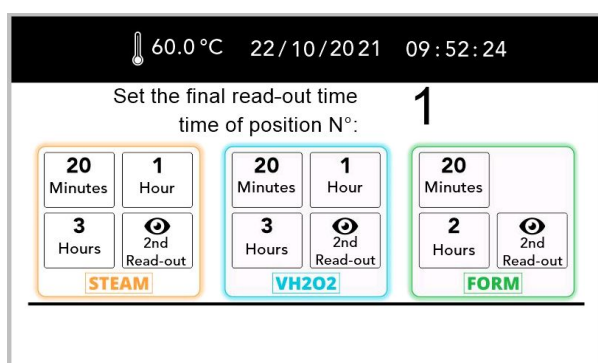 60.0 °C 22/10/2021 09:52:24
Set the final read-out time
time of position N°:
1
20
Minutes
1
Hour
3
Hours
2nd
Read-out
STEAM
20
Minutes
1
Hour
3
Hours
2nd
Read-out
VH2O2
20
Minutes
2
Hours
2nd
Read-out
FORM